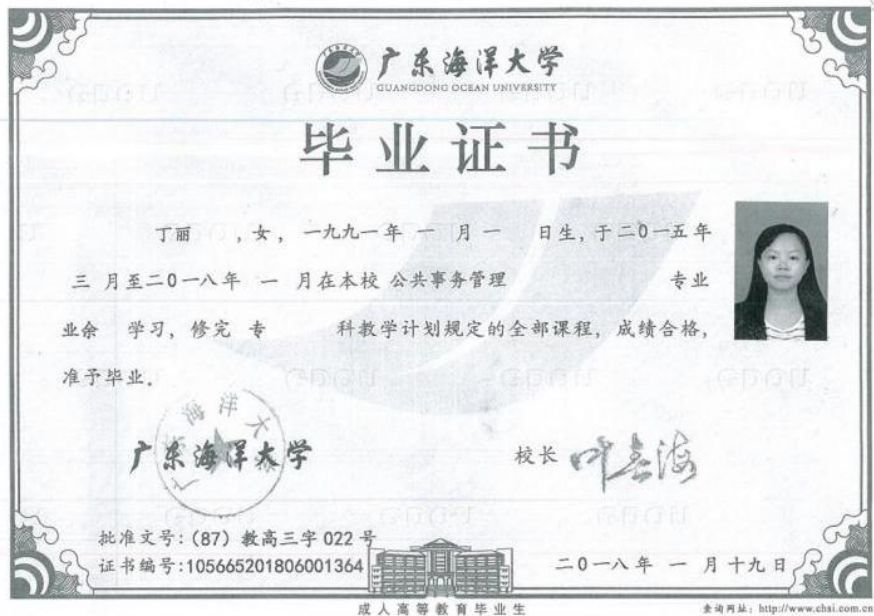 广东海洋大学
GUANGDONG OCEAN UNIVERSITY
毕业证书
丁丽 ,女, 一九九一年 一 月 一 日生, 于二0一五年
三 月至二0一八年 一 月在本校 公共事务管理 专业
业余 学习, 修完 专 科教学计划规定的全部课程, 成绩合格,
准予毕业.
广东海洋大学
校长 叶春海
批准文号:(87) 教高三字 022 号
证书编号:105665201806001364
二0一八年 一 月十九日
成人高等教育毕业生
查询网址: http://www.chsi.com.cn